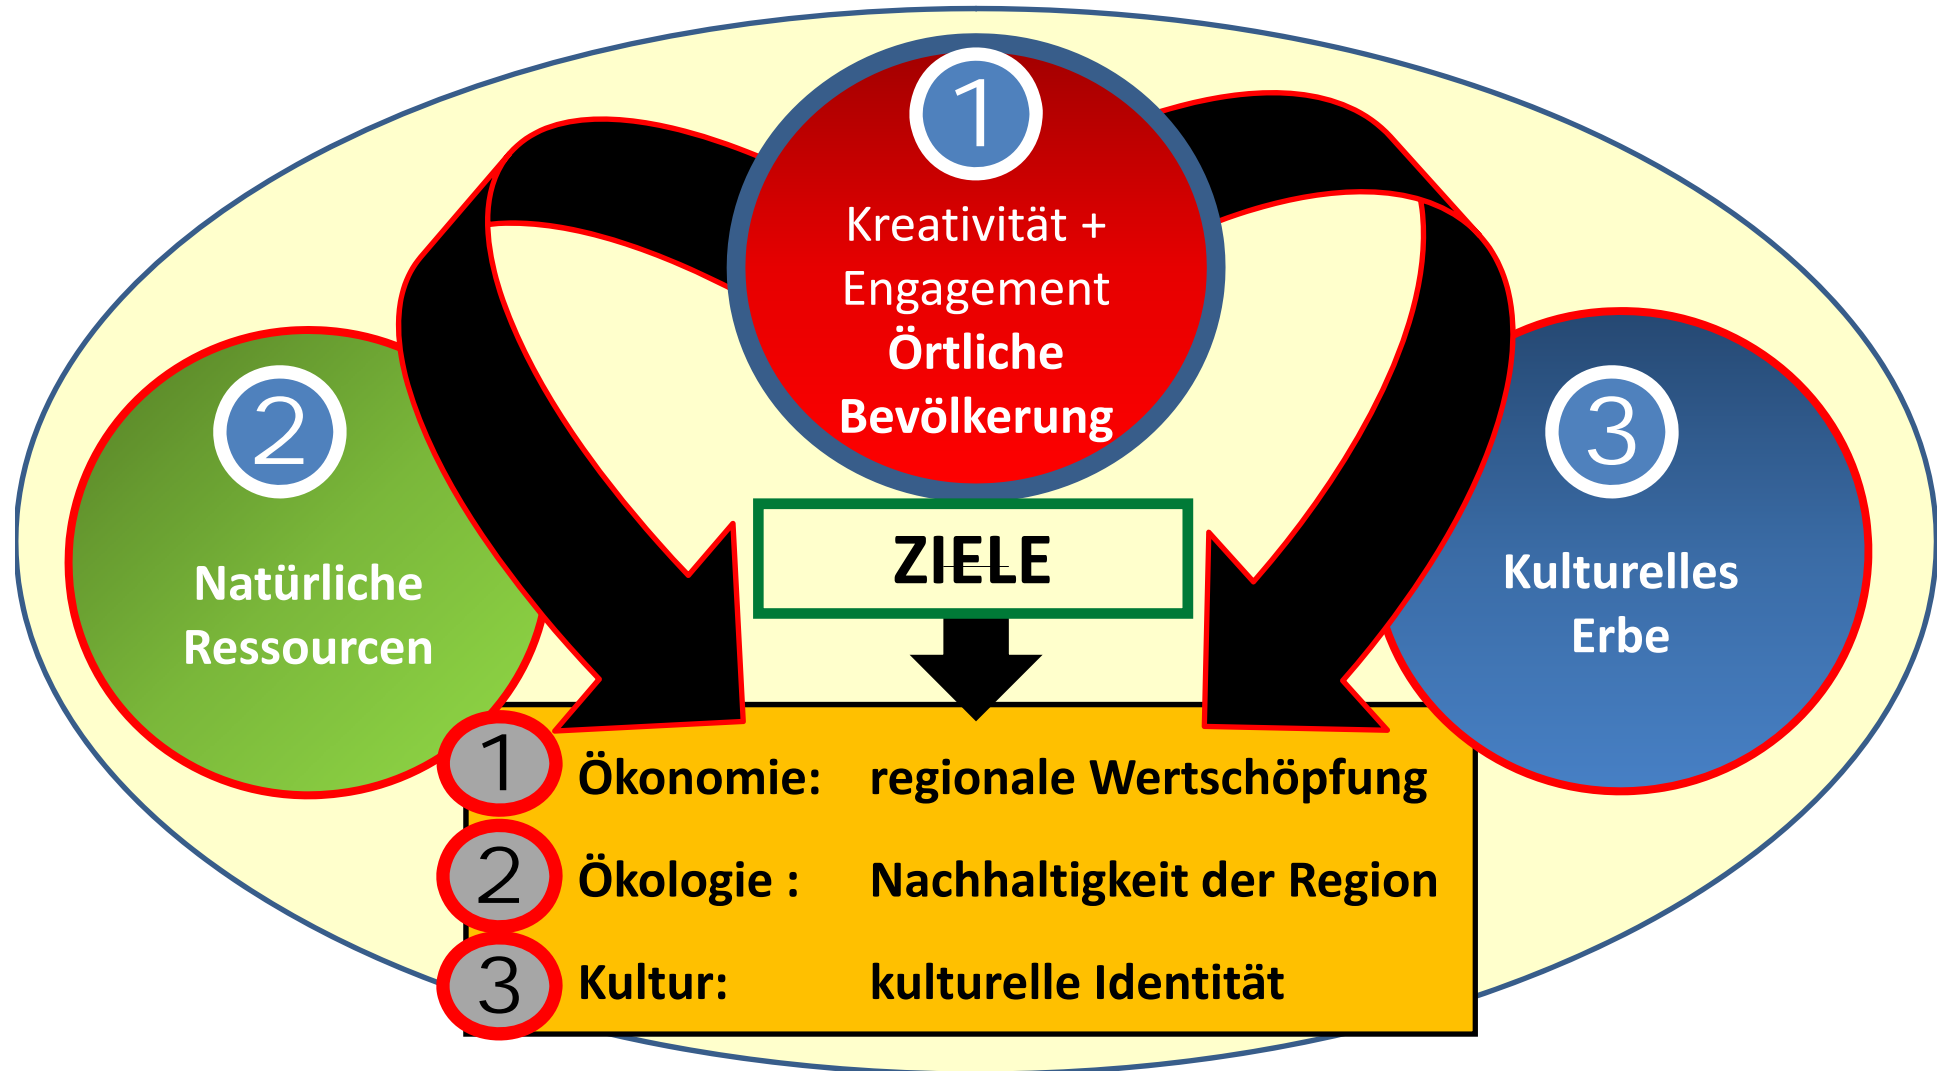 1
Kreativität +
Engagement
Örtliche
Bevölkerung
2
Natürliche
Ressourcen
3
Kulturelles
Erbe
ZIELE
1 Ökonomie: regionale Wertschöpfung
2 Ökologie : Nachhaltigkeit der Region
3 Kultur: kulturelle Identität